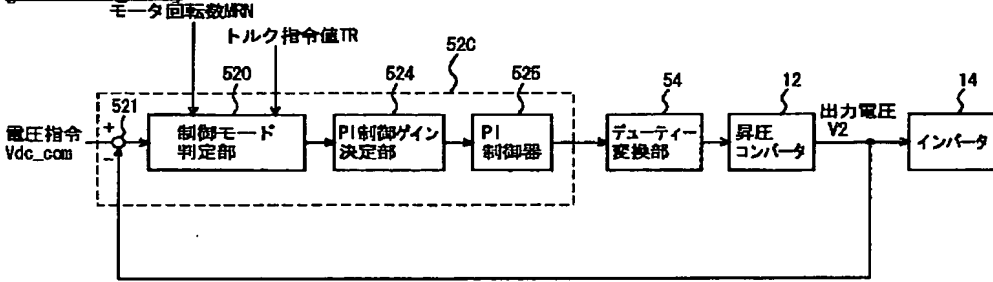 モータ回転数MRN
トルク指令値TR
52C
520
524
525
54
12
14
521
電圧指令
Vdc_com
+
−
制御モード
判定部
PI制御ゲイン
決定部
PI
制御器
デューティー
変換部
昇圧
コンバータ
出力電圧
V2
インバータ